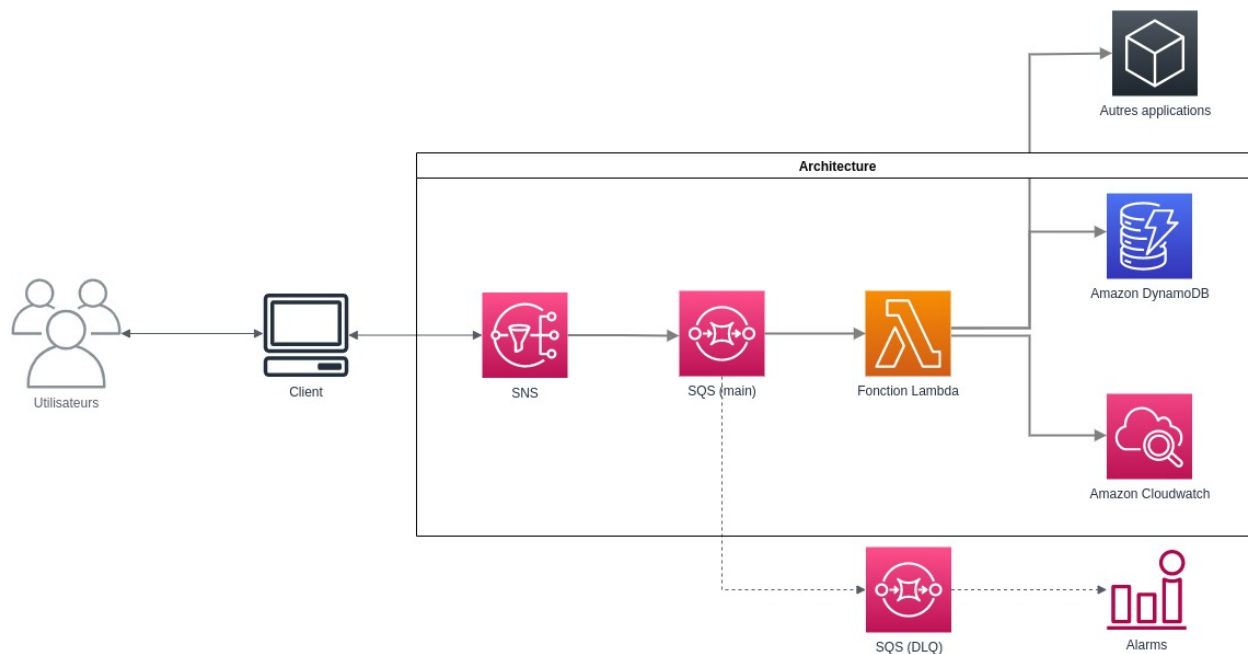 Autres applications
Architecture
Amazon DynamoDB
Utilisateurs
Client
SNS
SQS (main)
Fonction Lambda
Amazon Cloudwatch
SQS (DLQ)
Alarms